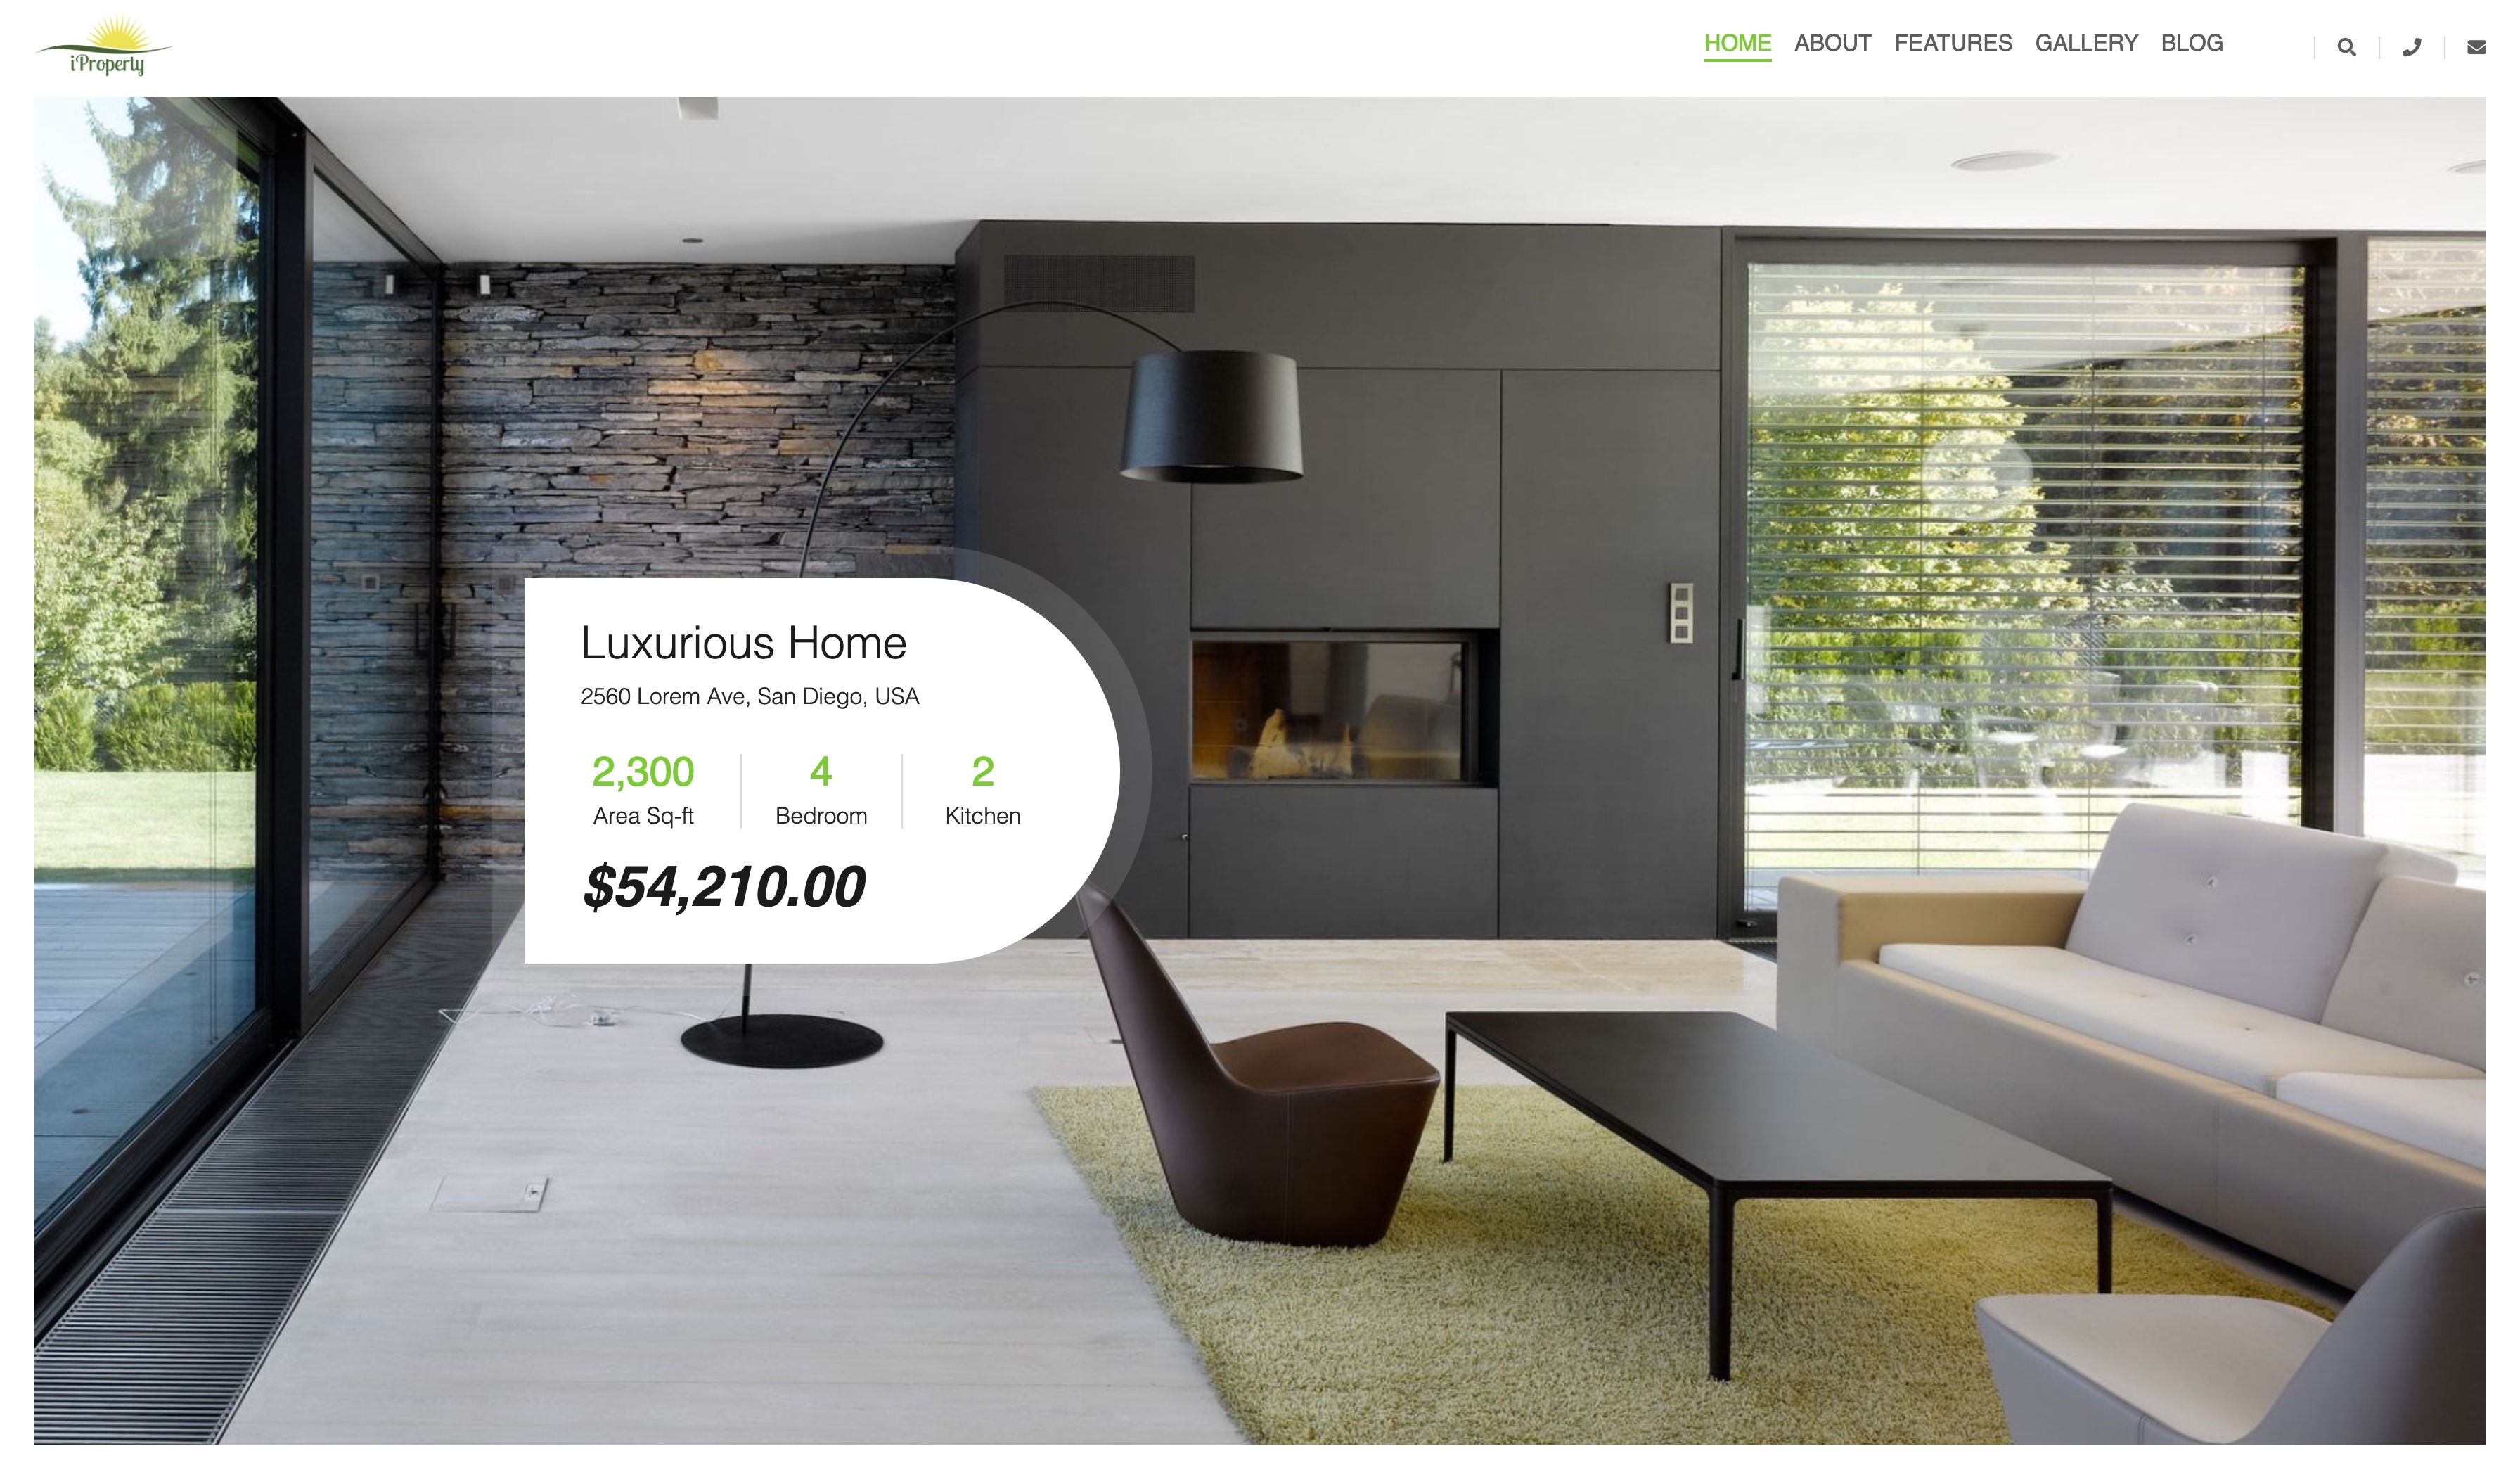 iProperty
HOME ABOUT FEATURES GALLERY BLOG
Luxurious Home
2560 Lorem Ave, San Diego, USA
2,300 4 2
Area Sq-ft Bedroom Kitchen
$54,210.00